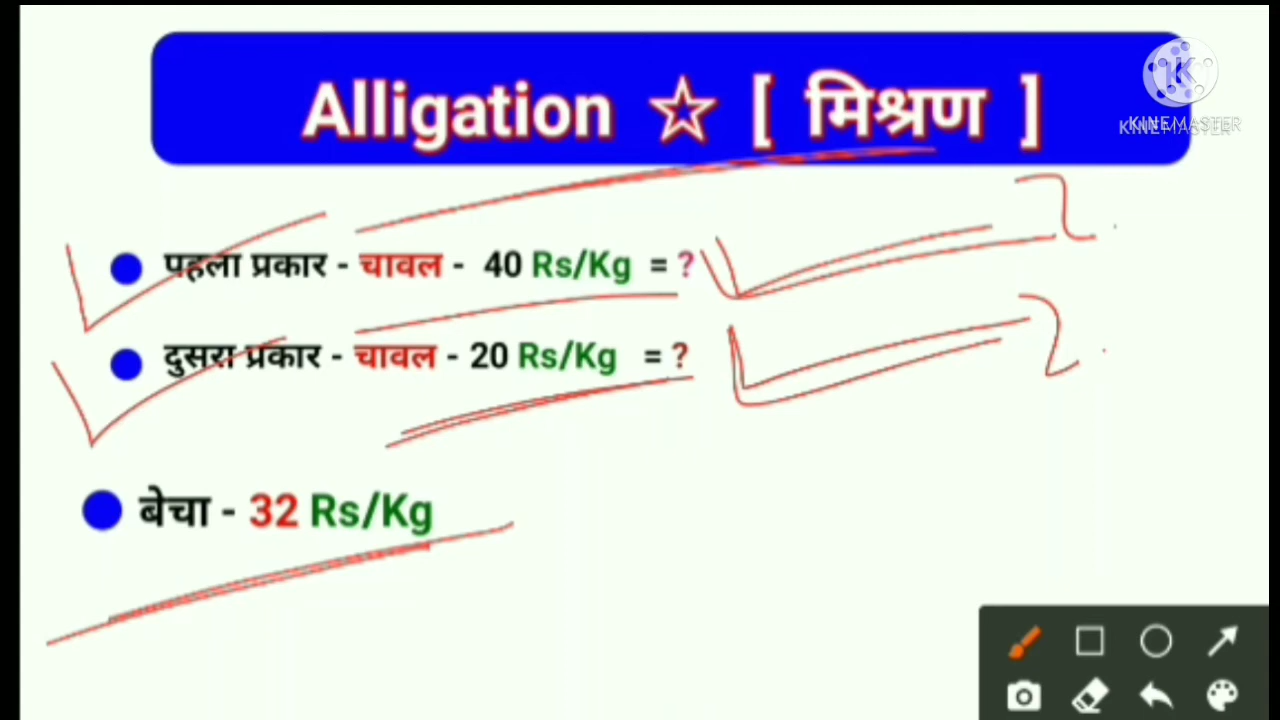 Alligation ☆ [ मिश्रण ]
KINEMASTER
पहला प्रकार - चावल - 40 Rs/Kg = ?
दुसरा प्रकार - चावल - 20 Rs/Kg = ?
बेचा - 32 Rs/Kg